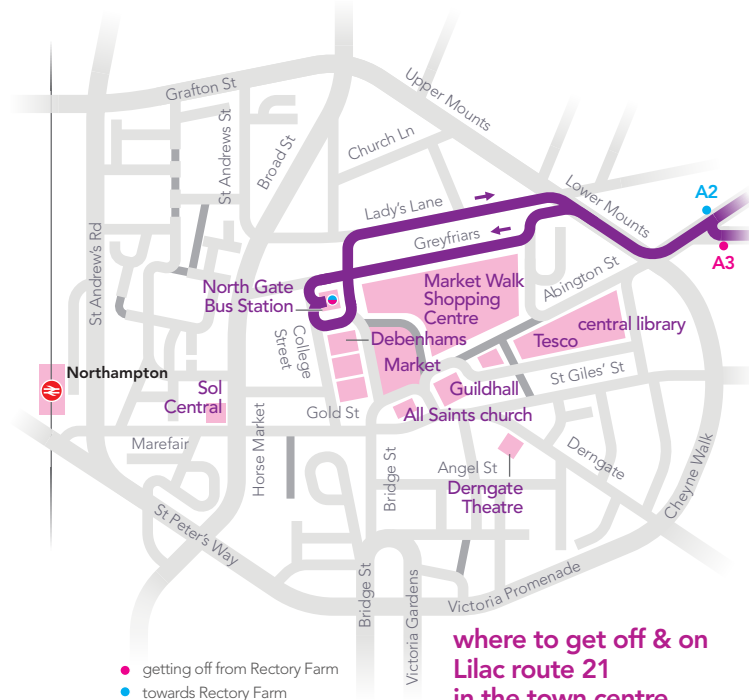 Grafton St
Upper Mounts
St Andrews St
Broad St
Church Ln
Lady's Lane
Lower Mounts
A2
Greyfriars
A3
St Andrew's Rd
North Gate
Bus Station
Market Walk
Shopping
Centre
Abington St
College
Street
Debenhams
central library
Tesco
Market
Northampton
St Giles' St
Sol
Central
Guildhall
Gold St
All Saints church
Horse Market
Marefair
Bridge St
Angel St
Derngate
Derngate
Theatre
Cheyne Walk
St Peter's Way
Bridge St
Victoria Gardens
Victoria Promenade
where to get off & on
Lilac route 21
in the town centre
getting off from Rectory Farm
towards Rectory Farm